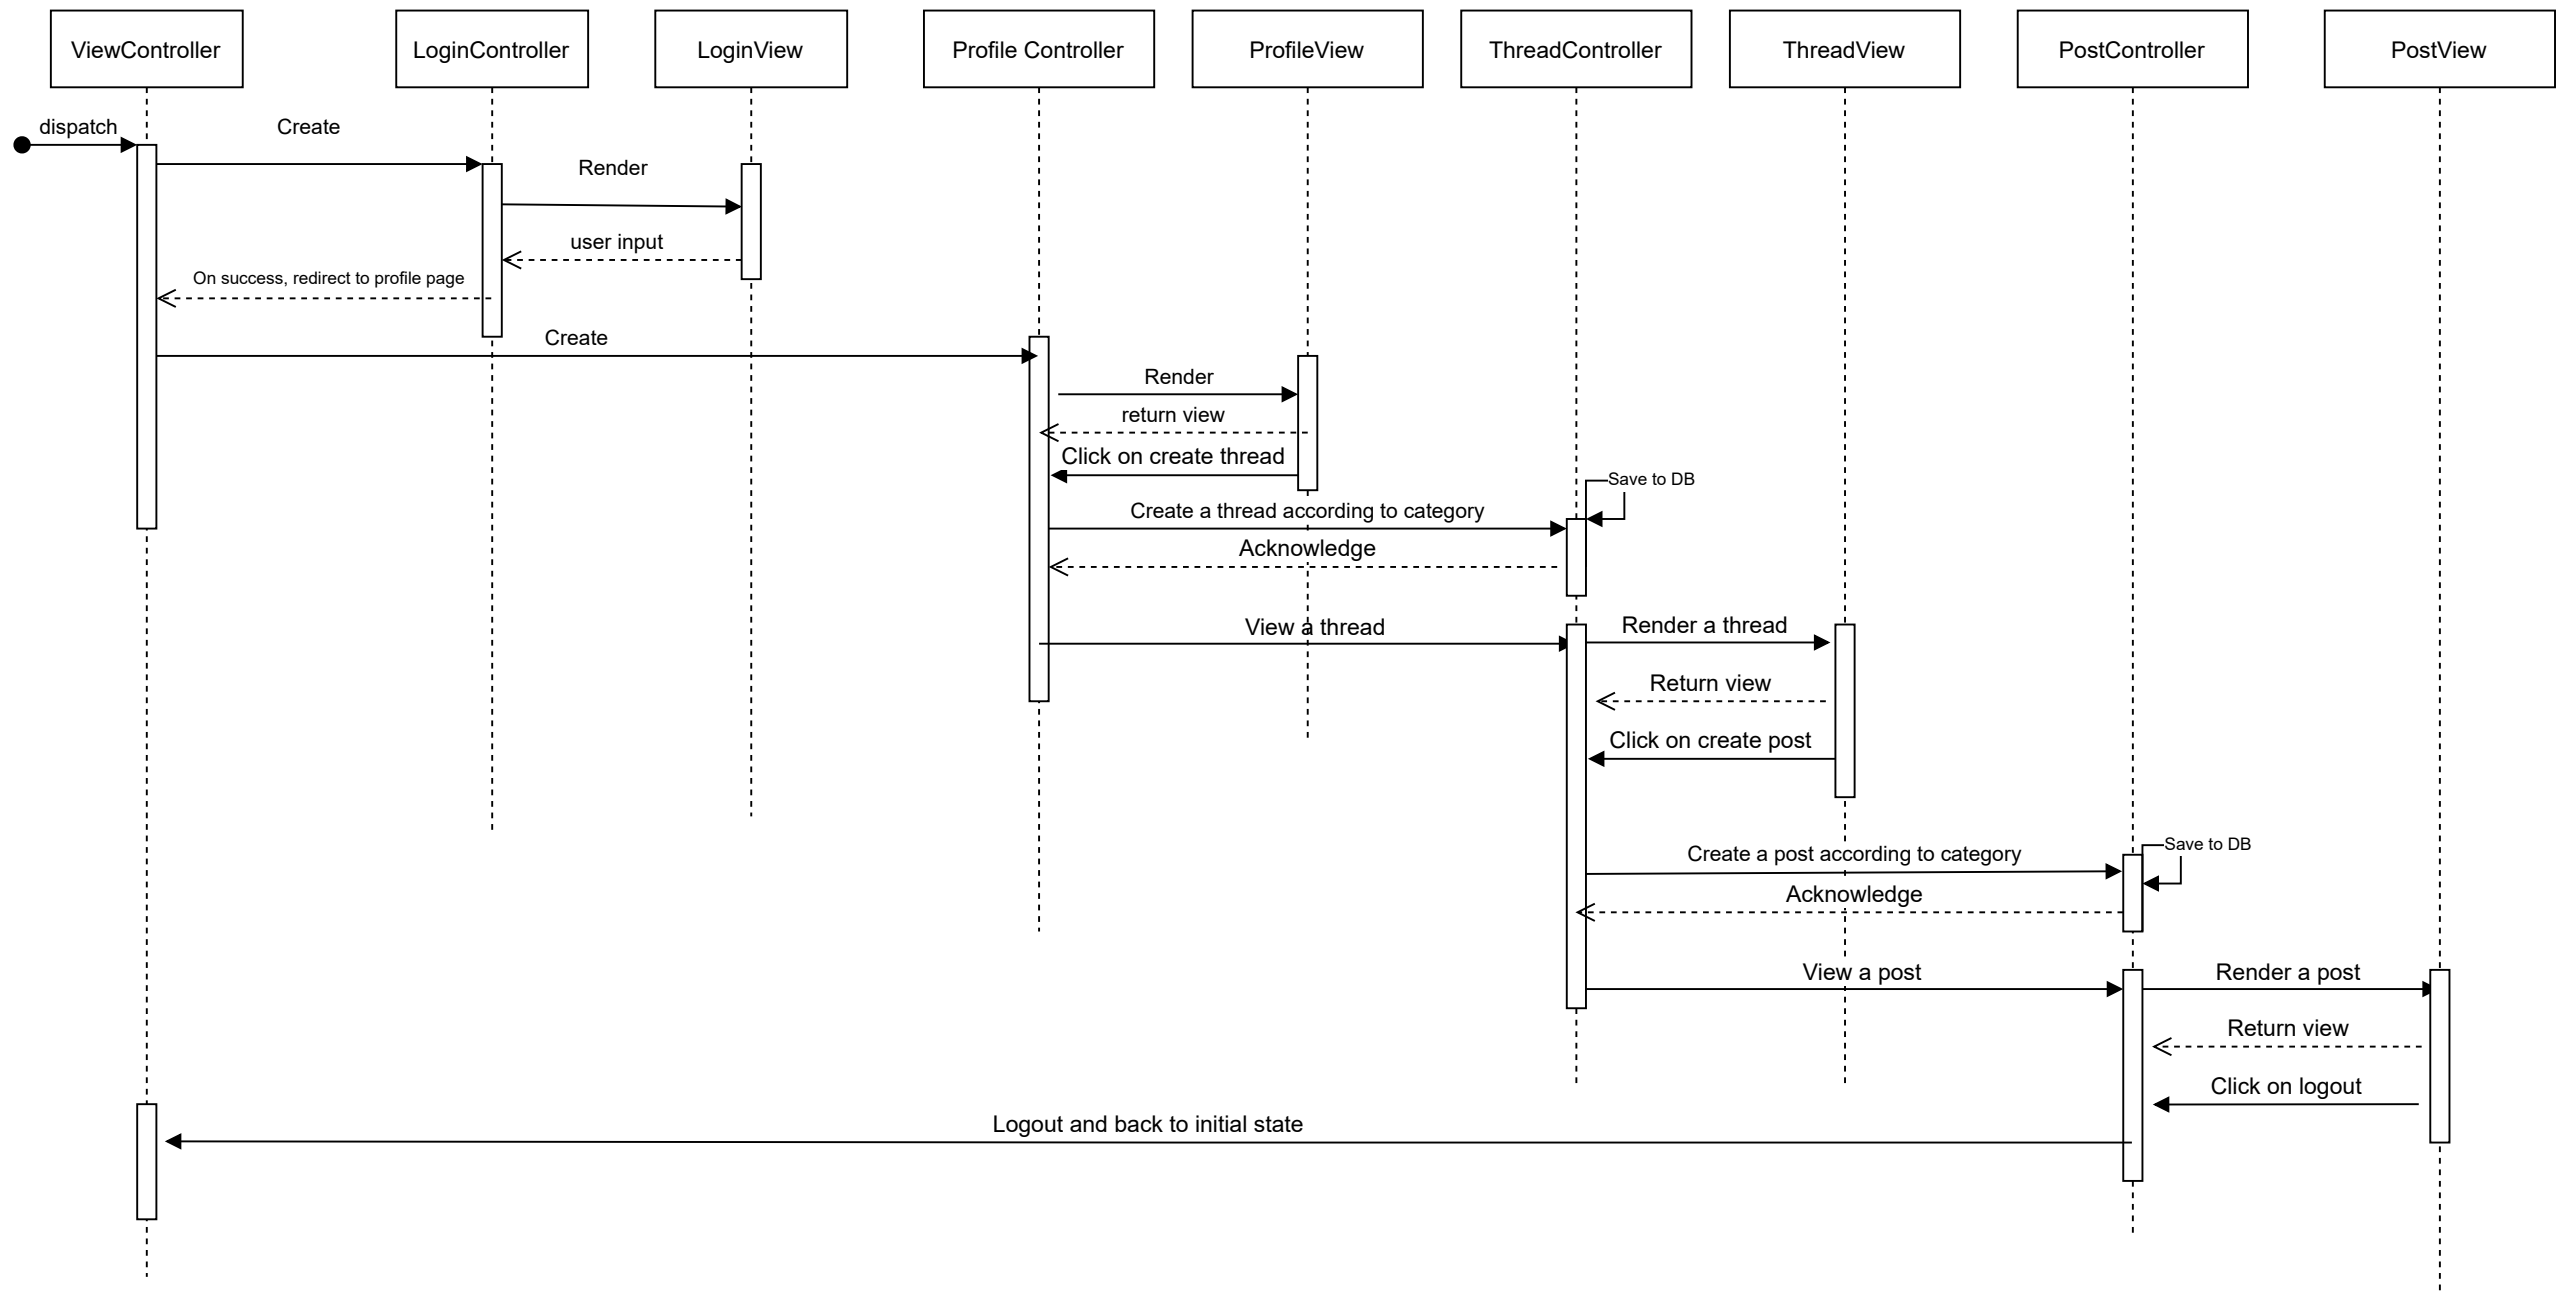 ViewController
LoginController
LoginView
Profile Controller
ProfileView
ThreadController
ThreadView
PostController
PostView
dispatch
Create
Render
user input
On success, redirect to profile page
Create
Render
return view
Click on create thread
Save to DB
Create a thread according to category
Acknowledge
View a thread
Render a thread
Return view
Click on create post
Save to DB
Create a post according to category
Acknowledge
View a post
Render a post
Return view
Click on logout
Logout and back to initial state